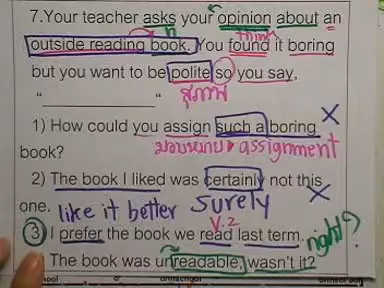 7.Your teacher asks your opinion about an
outside reading book. You found it boring
n think
but you want to be polite so you say,
สุภาพ
"____________"
1) How could you assign such a boring
book?
มอบหมาย assignment
2) The book I liked was certainly not this
one. like it better surely
V.2
3 I prefer the book we read last term. right?
The book was unreadable, wasn't it?